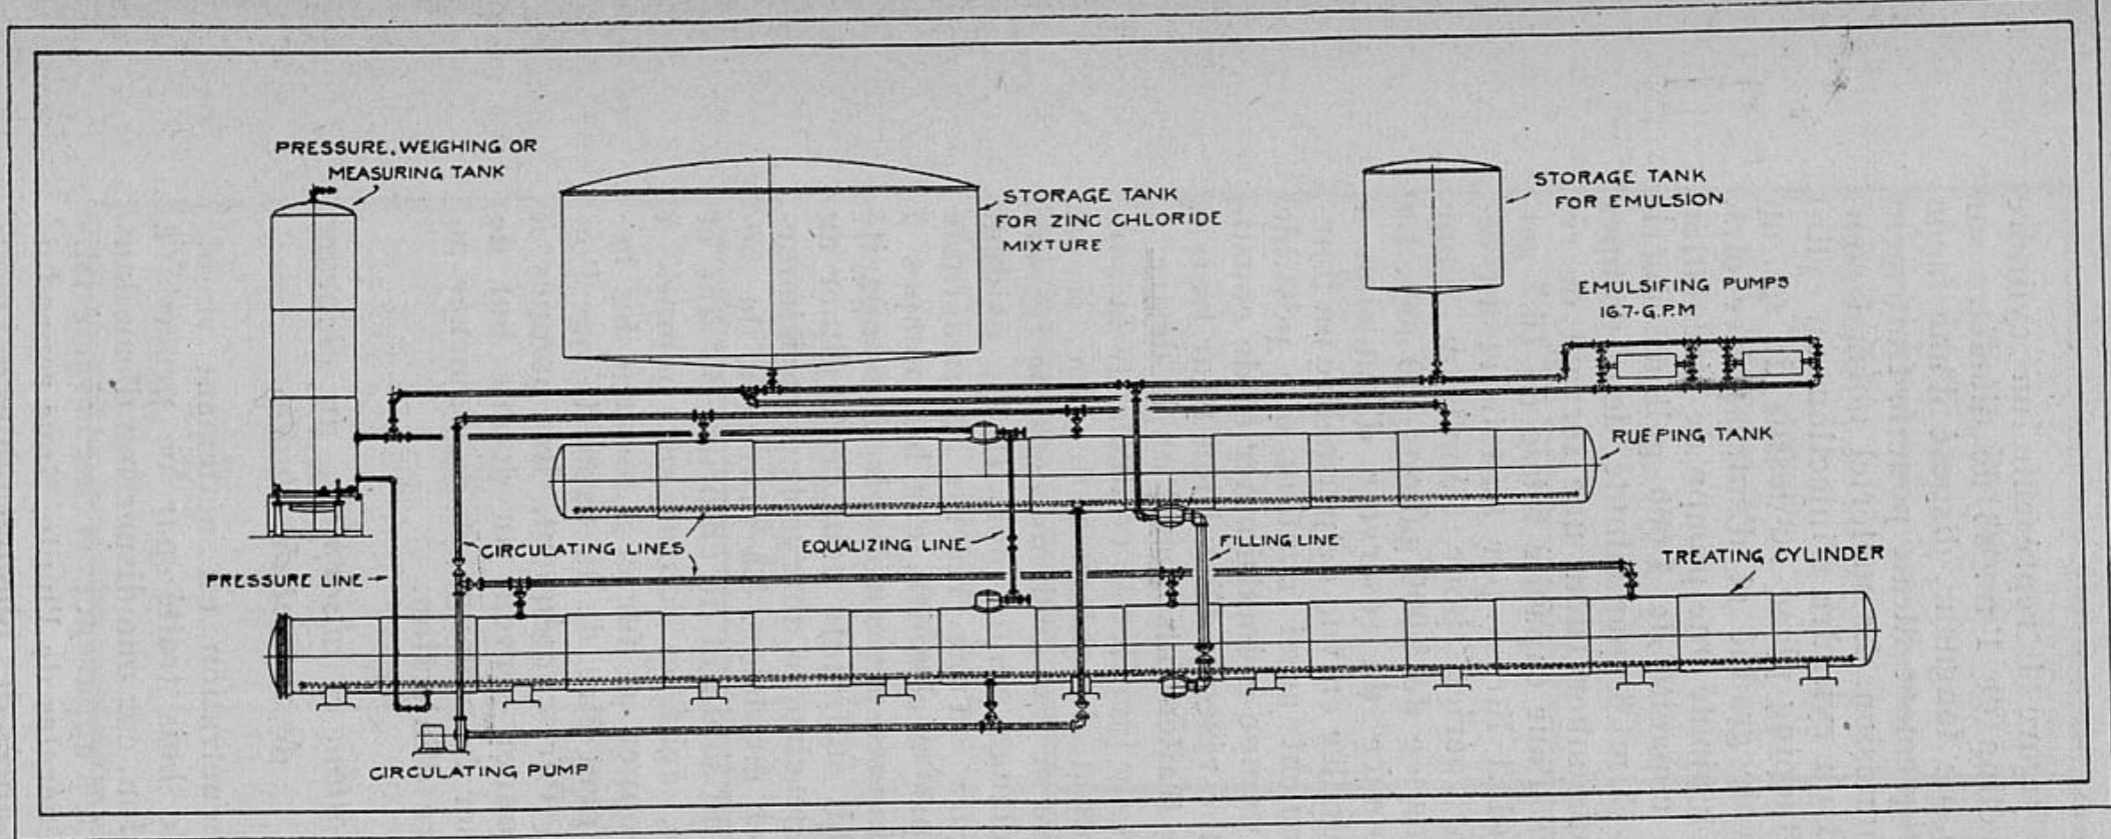 PRESSURE, WEIGHING OR
MEASURING TANK
STORAGE TANK
FOR ZINC CHLORIDE
MIXTURE
STORAGE TANK
FOR EMULSION
EMULSIFING PUMPS
16.7-G.P.M
RUEPING TANK
CIRCULATING LINES
EQUALIZING LINE
FILLING LINE
TREATING CYLINDER
PRESSURE LINE
CIRCULATING PUMP